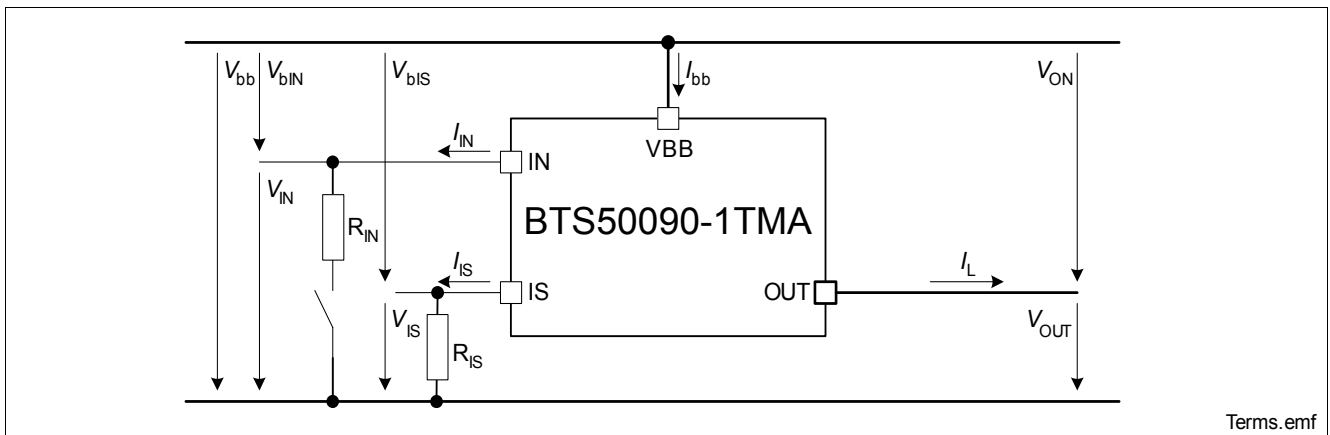 Vbb
VbIN
VbIS
Ibb
VON
IIN
VBB
IN
VIN
BTS50090-1TMA
RIN
IIS
IL
IS
OUT
VIS
VOUT
RIS
Terms.emf